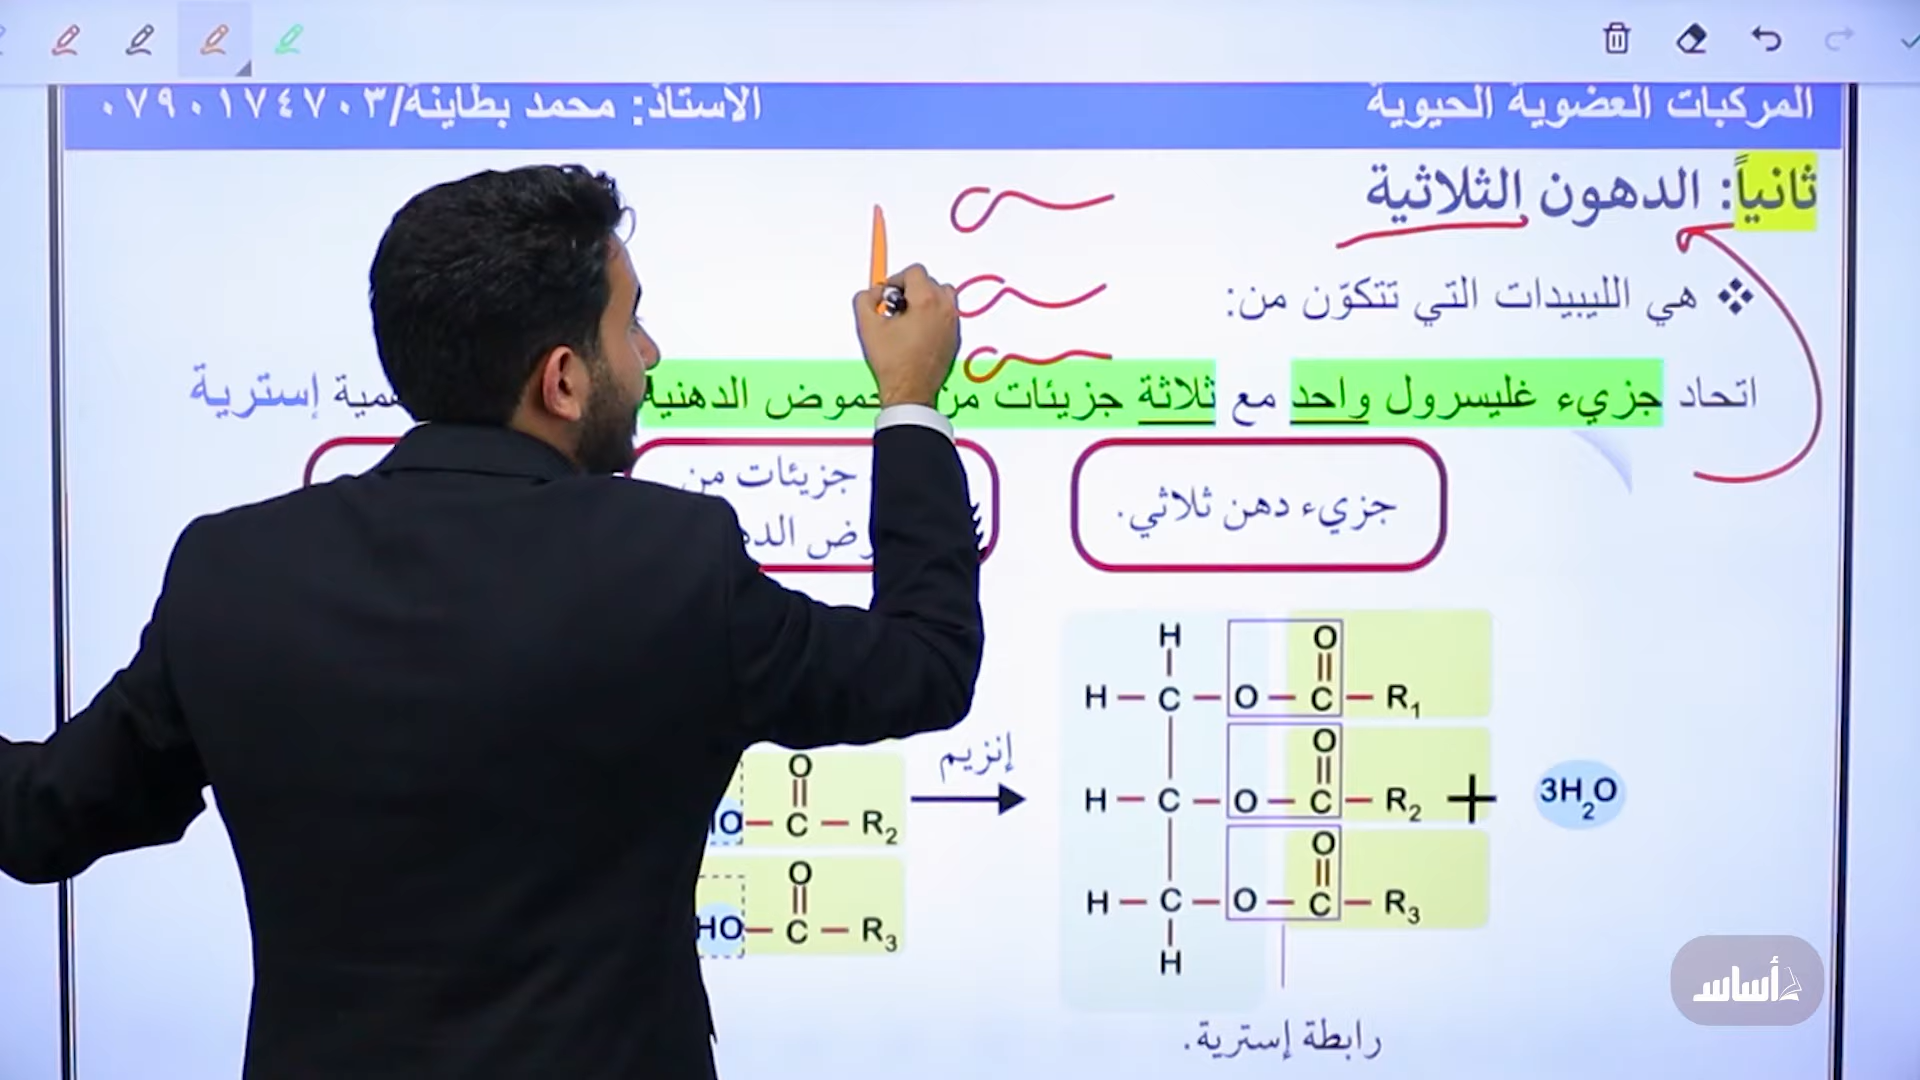 المركبات العضوية الحيوية
الاستاذ: محمد بطاينة/٠٧٩٠١٧٤٧٠٣
ثانياً: الدهون الثلاثية
❖ هي الليبيدات التي تتكوّن من:
اتحاد جزيء غليسرول واحد مع ثلاثة جزيئات من الدهنية إسترية
جزيء دهن ثلاثي.
جزيئات من
H
O
H — C — O — C — R₁
O
H — C — O — C — R₂
O
H — C — O — C — R₃
H
+ 3H₂O
إنزيم
O
C — R₂
O
HO — C — R₃
رابطة إسترية.
أساس